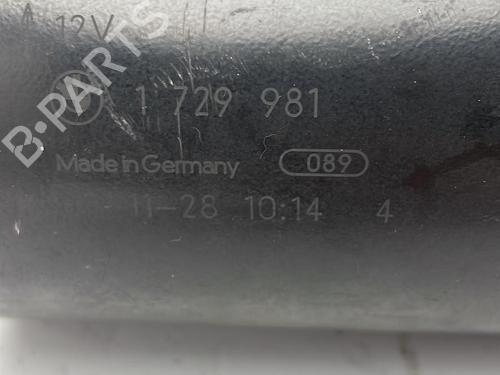 12V
1 729 981
Made in Germany 089
11-28 10:14 4
B-PARTS